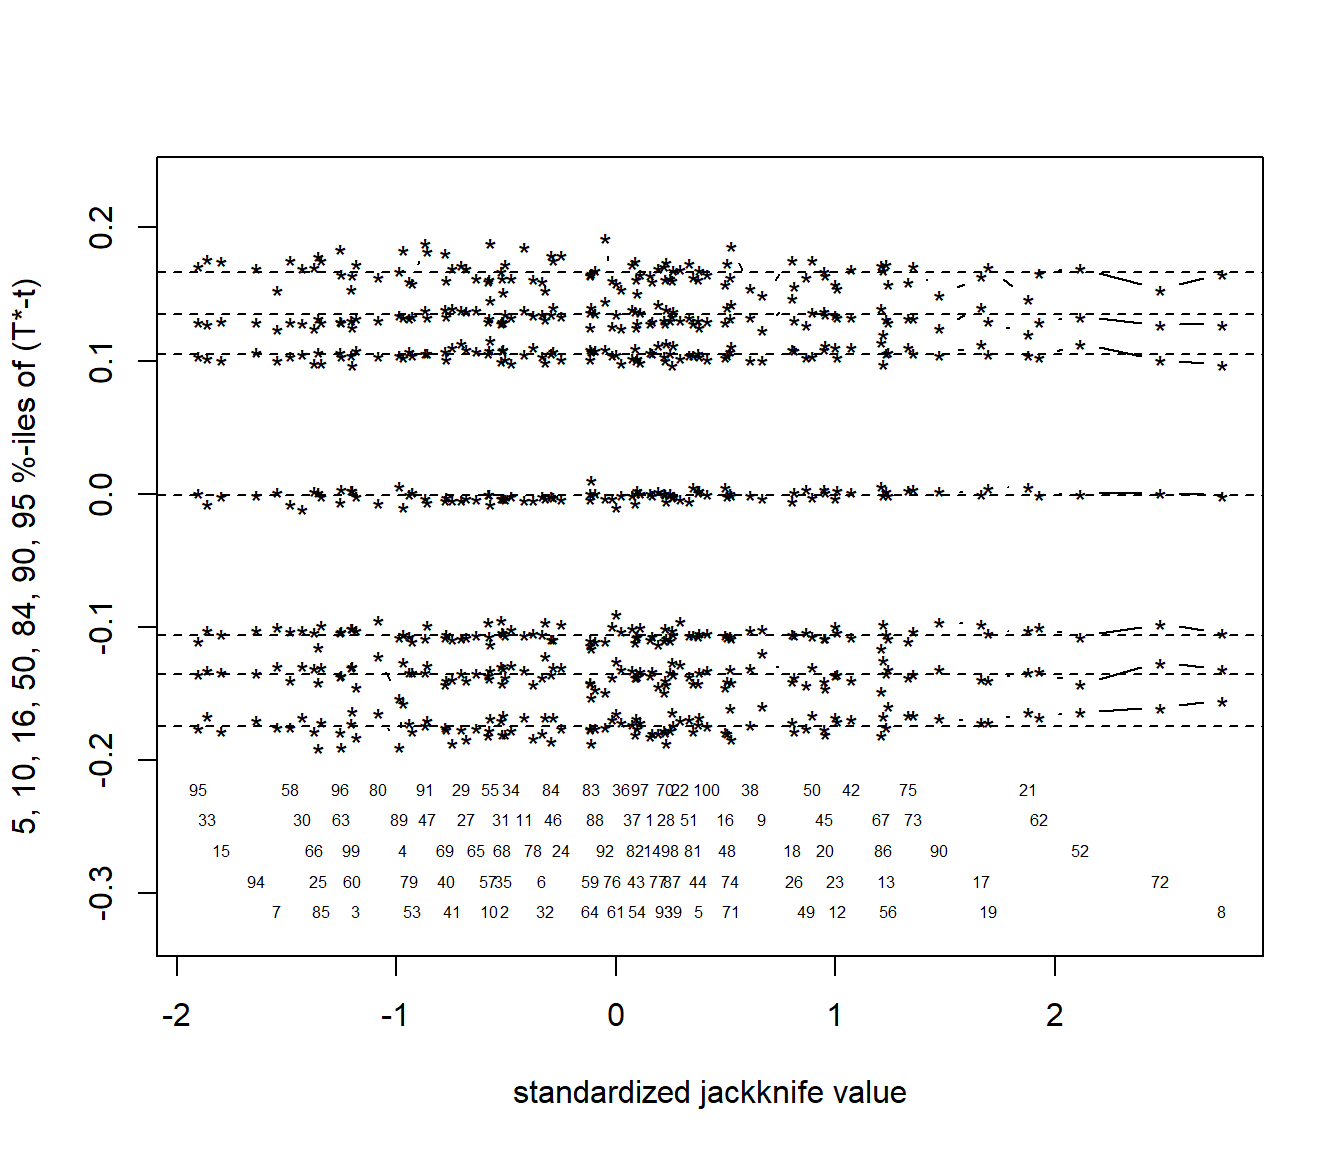 5, 10, 16, 50, 84, 90, 95 %-iles of (T*-t)
0.2
0.1
0.0
-0.1
-0.2
-0.3
95 58 96 80 91 29 55 34 84 83 36 97 70 22 100 38 50 42 75 21
33 30 63 89 47 27 31 11 46 88 37 1 28 51 16 9 45 67 73 62
15 66 99 4 69 65 68 78 24 92 82 14 98 81 48 18 20 86 90 52
94 25 60 79 40 57 35 6 59 76 43 77 87 44 74 26 23 13 17 72
7 85 3 53 41 10 2 32 64 61 54 93 39 5 71 49 12 56 19 8
-2 -1 0 1 2
standardized jackknife value